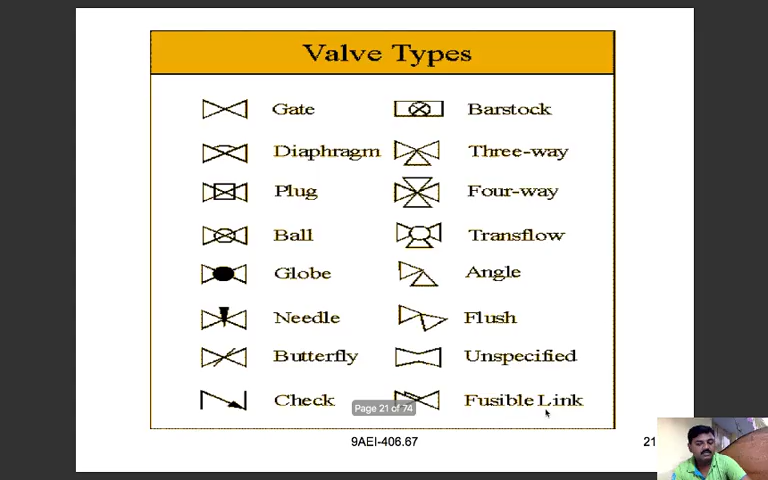 Valve Types
Gate
Diaphragm
Plug
Ball
Globe
Needle
Butterfly
Check
Barstock
Three-way
Four-way
Transflow
Angle
Flush
Unspecified
Fusible Link
Page 21 of 74
9AEI-406.67
21